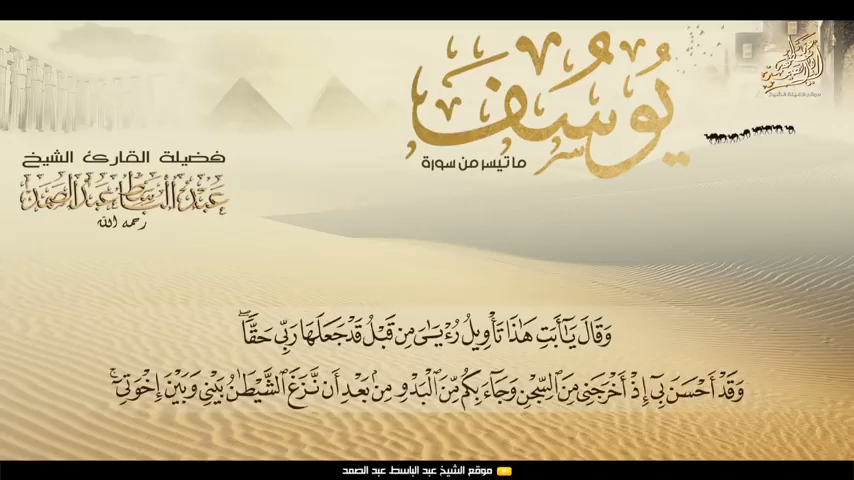 يُوسُف
ما تيسر من سورة
فضيلة القارئ الشيخ
عبد الباسط عبد الصمد
رحمه الله
وَقَالَ يَٰٓأَبَتِ هَٰذَا تَأْوِيلُ رُءْيَٰىَ مِن قَبْلُ قَدْ جَعَلَهَا رَبِّى حَقًّا ۖ
وَقَدْ أَحْسَنَ بِىٓ إِذْ أَخْرَجَنِى مِنَ ٱلسِّجْنِ وَجَآءَ بِكُم مِّنَ ٱلْبَدْوِ مِنۢ بَعْدِ أَن نَّزَغَ ٱلشَّيْطَٰنُ بَيْنِى وَبَيْنَ إِخْوَتِىٓ ۚ
موقع الشيخ عبد الباسط عبد الصمد